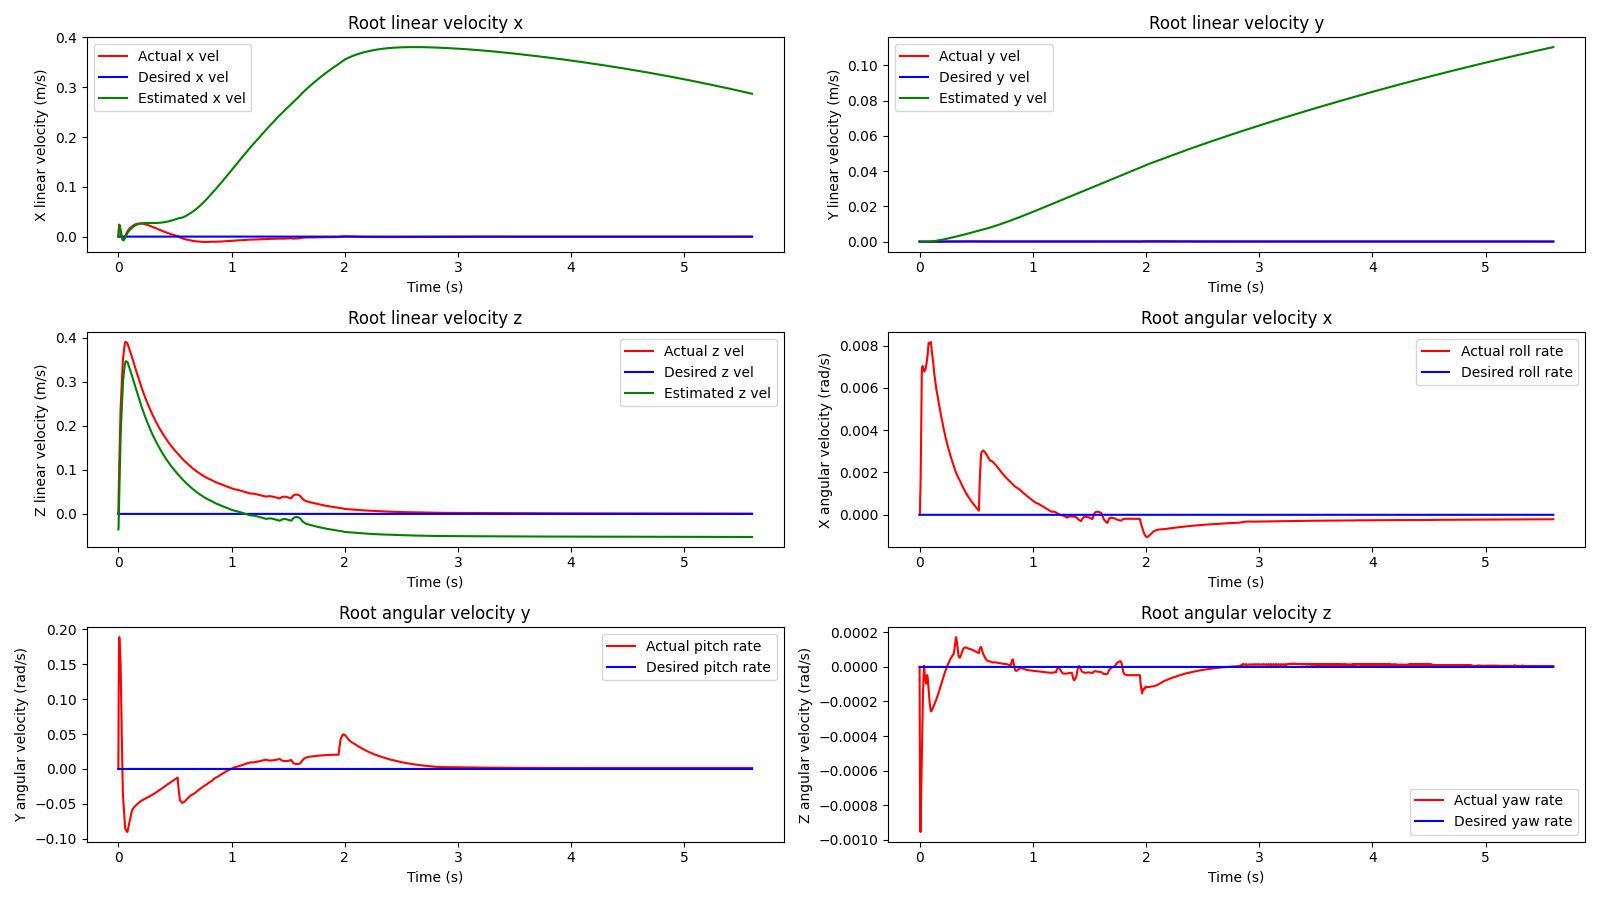 Root linear velocity x
X linear velocity (m/s)
0.4
0.3
0.2
0.1
0.0
Actual x vel
Desired x vel
Estimated x vel
0 1 2 3 4 5
Time (s)
Root linear velocity y
Y linear velocity (m/s)
0.10
0.08
0.06
0.04
0.02
0.00
Actual y vel
Desired y vel
Estimated y vel
0 1 2 3 4 5
Time (s)
Root linear velocity z
Z linear velocity (m/s)
0.4
0.3
0.2
0.1
0.0
Actual z vel
Desired z vel
Estimated z vel
0 1 2 3 4 5
Time (s)
Root angular velocity x
X angular velocity (rad/s)
0.008
0.006
0.004
0.002
0.000
Actual roll rate
Desired roll rate
0 1 2 3 4 5
Time (s)
Root angular velocity y
Y angular velocity (rad/s)
0.20
0.15
0.10
0.05
0.00
−0.05
−0.10
Actual pitch rate
Desired pitch rate
0 1 2 3 4 5
Time (s)
Root angular velocity z
Z angular velocity (rad/s)
0.0002
0.0000
−0.0002
−0.0004
−0.0006
−0.0008
−0.0010
Actual yaw rate
Desired yaw rate
0 1 2 3 4 5
Time (s)